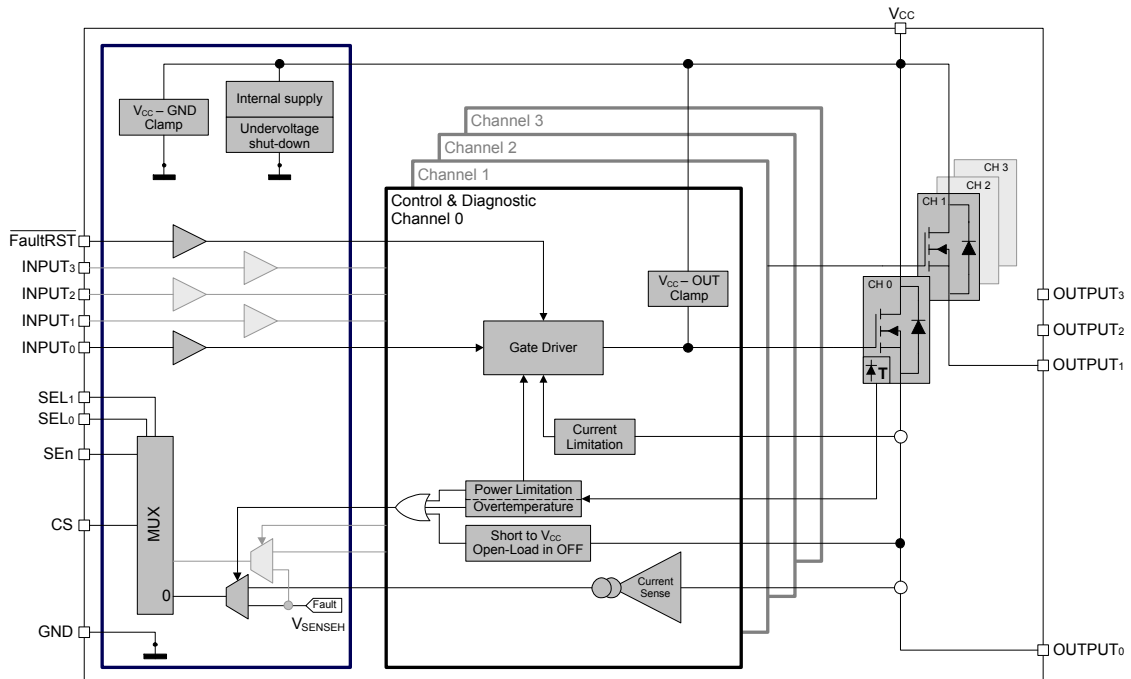 VCC
VCC – GND
Clamp
Internal supply
Undervoltage
shut-down
Channel 3
Channel 2
Channel 1
Control & Diagnostic
Channel 0
CH 3
CH 2
CH 1
CH 0
T
FaultRST
INPUT3
INPUT2
INPUT1
INPUT0
VCC – OUT
Clamp
Gate Driver
OUTPUT3
OUTPUT2
OUTPUT1
SEL1
SEL0
SEn
CS
GND
MUX
0
Current
Limitation
Power Limitation
Overtemperature
Short to VCC
Open-Load in OFF
Current
Sense
Fault
VSENSEH
OUTPUT0